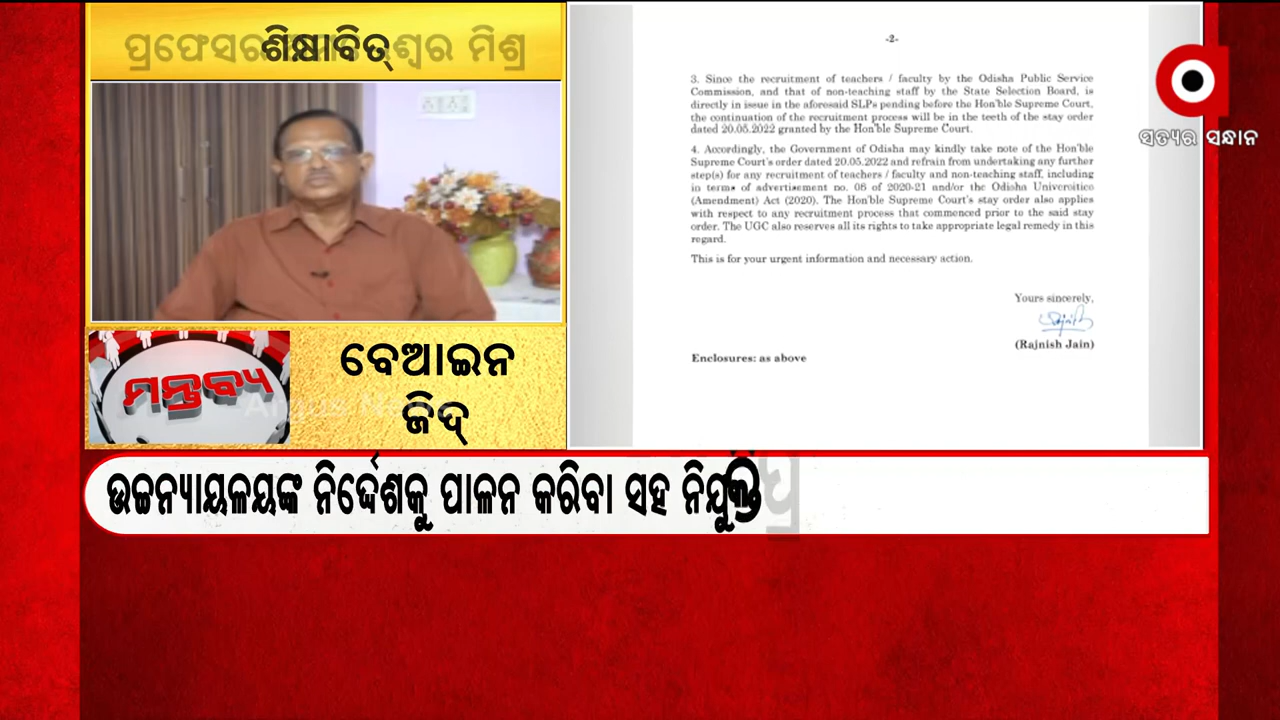 ଶିକ୍ଷାବିତ୍
-2-
3. Since the recruitment of teachers / faculty by the Odisha Public Service
Commission, and that of non-teaching staff by the State Selection Board, is
directly in issue in the aforesaid SLPs pending before the Hon'ble Supreme Court,
the continuation of the recruitment process will be in the teeth of the stay order
dated 20.05.2022 granted by the Hon'ble Supreme Court.
4. Accordingly, the Government of Odisha may kindly take note of the Hon'ble
Supreme Court's order dated 20.05.2022 and refrain from undertaking any further
step(s) for any recruitment of teachers / faculty and non-teaching staff, including
in terms of advertisement no. 06 of 2020-21 and/or the Odisha Universities
(Amendment) Act (2020). The Hon'ble Supreme Court's stay order also applies
with respect to any recruitment process that commenced prior to the said stay
order. The UGC also reserves all its rights to take appropriate legal remedy in this
regard.
This is for your urgent information and necessary action.
Yours sincerely,
(Rajnish Jain)
Enclosures: as above
ସତ୍ୟର ସନ୍ଧାନ
ମନ୍ତବ୍ୟ
ବେଆଇନ
ଜିଦ୍
Argus News
ଉଚ୍ଚନ୍ୟାୟଳୟଙ୍କ ନିର୍ଦ୍ଦେଶକୁ ପାଳନ କରିବା ସହ ନିଯୁକ୍ତି